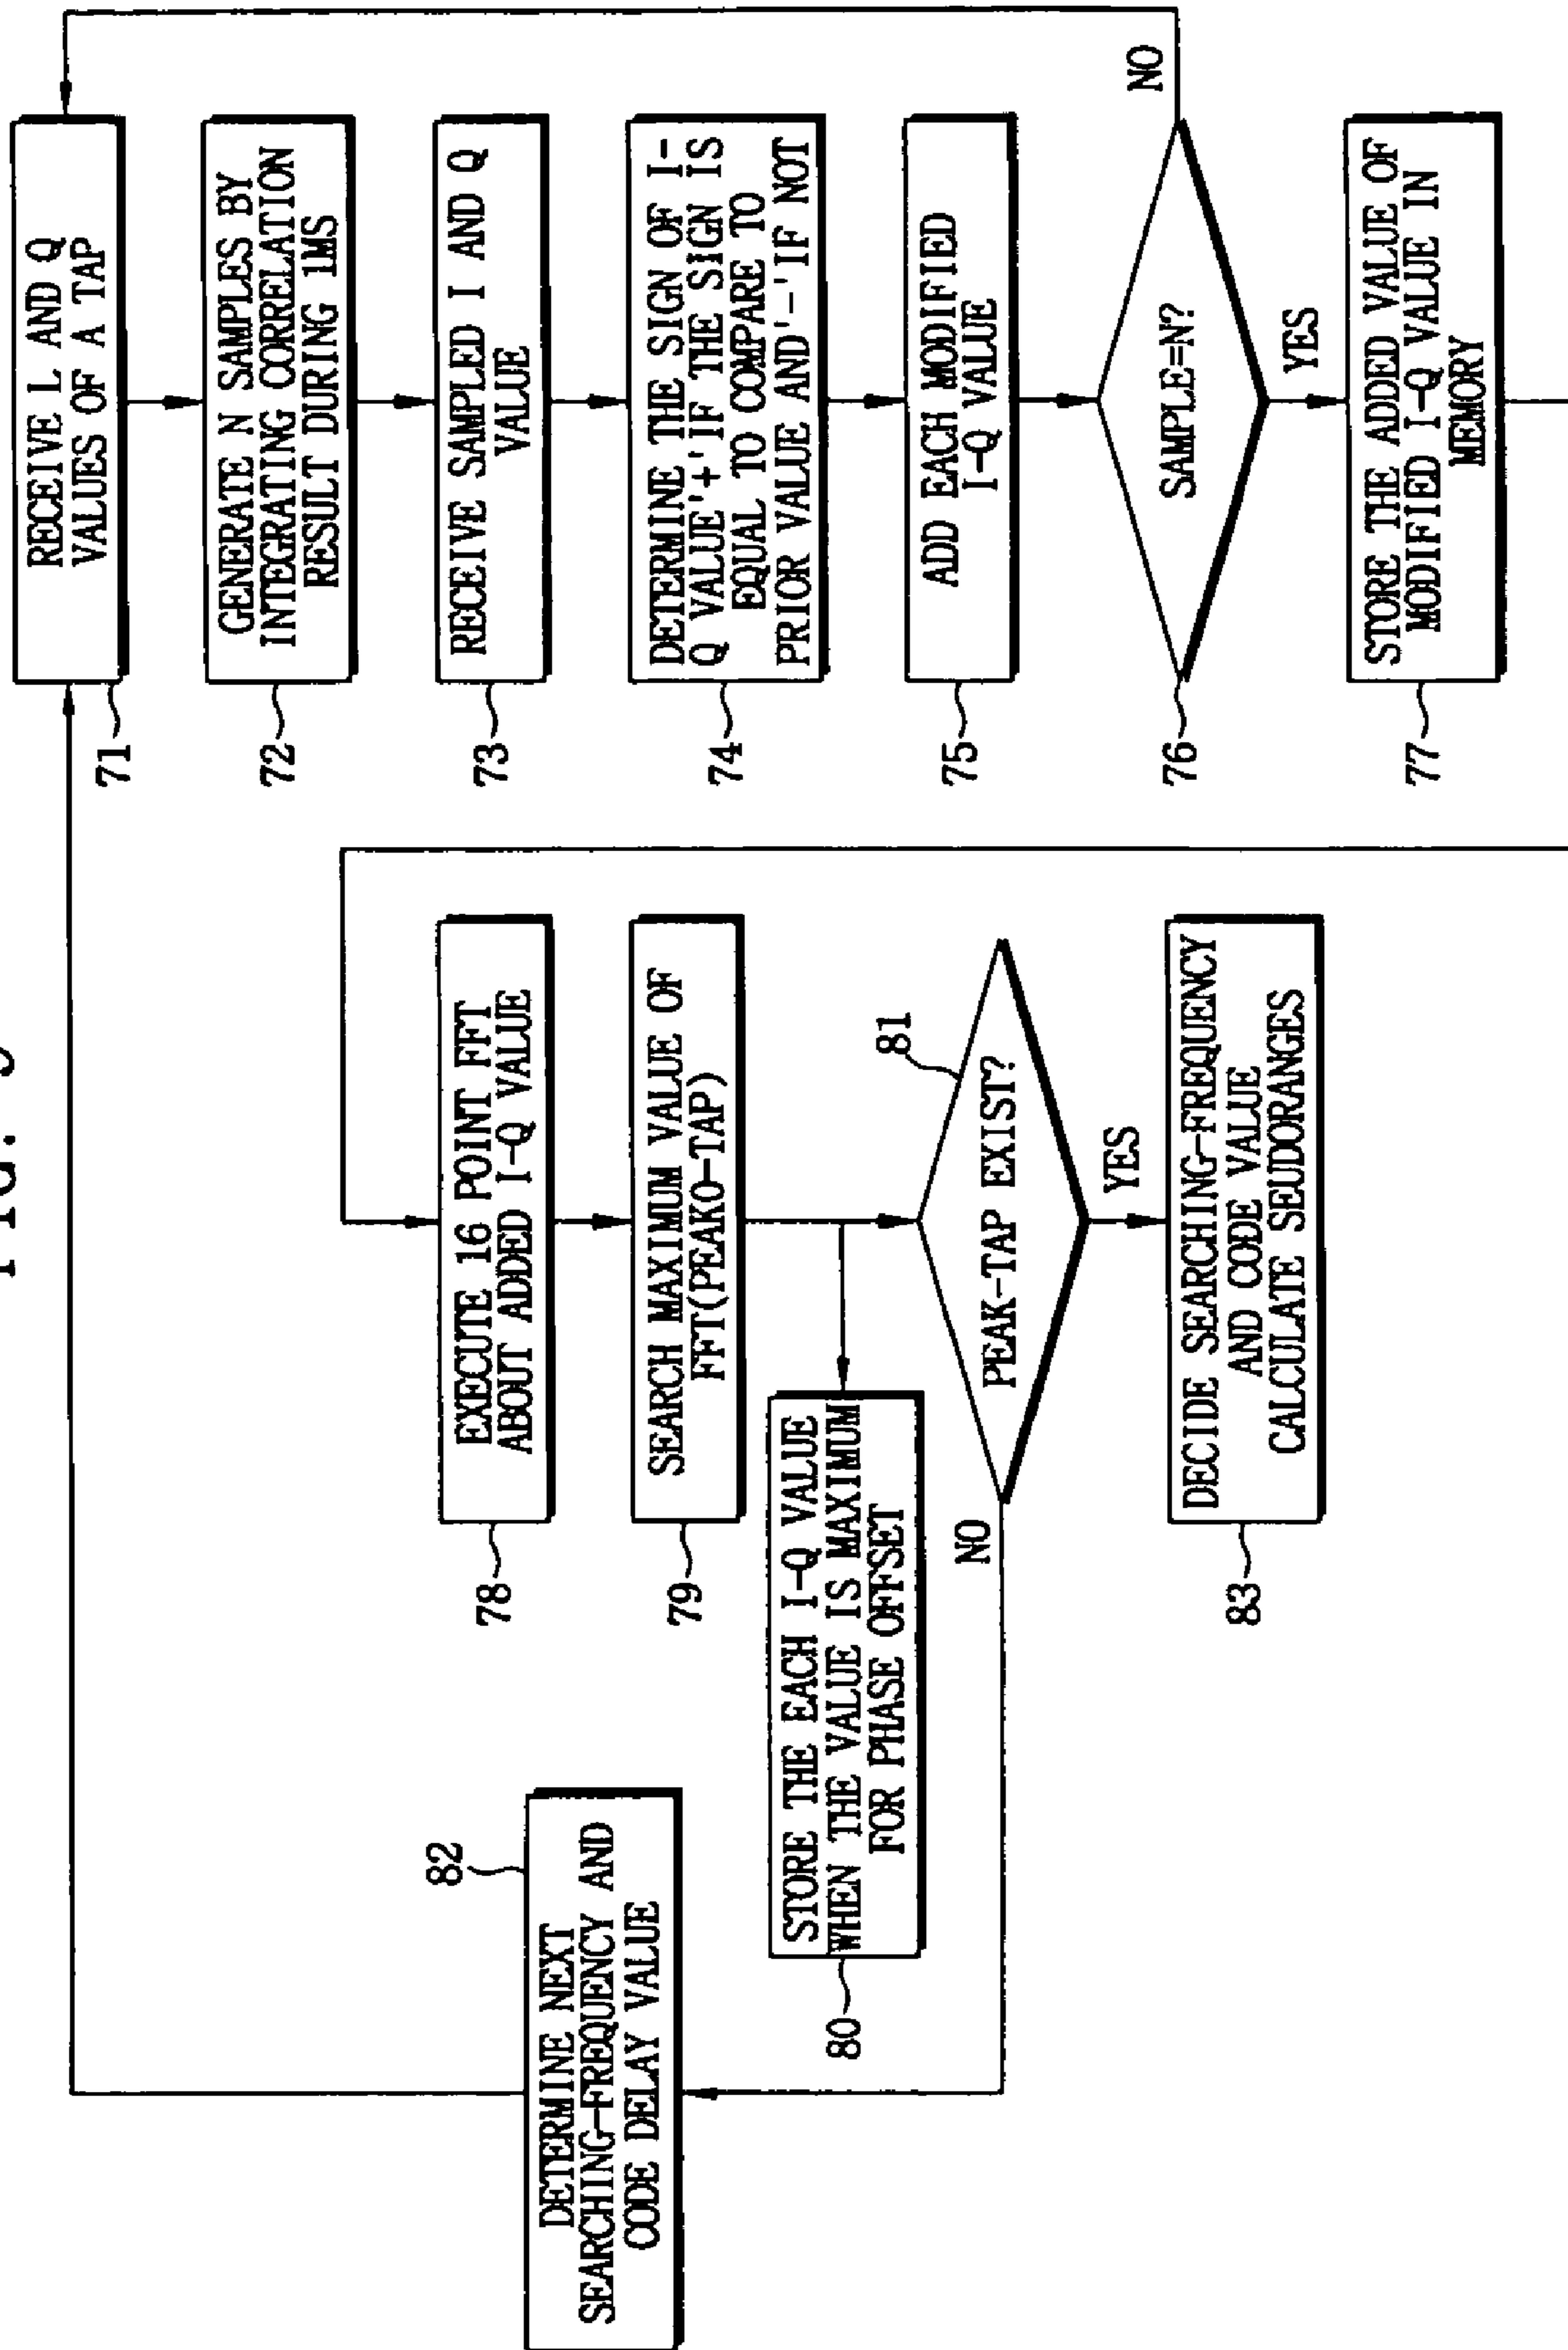 RECEIVE L AND Q
VALUES OF A TAP
71
GENERATE N SAMPLES BY
INTEGRATING CORRELATION
RESULT DURING 1MS
72
RECEIVE SAMPLED I AND Q
VALUE
73
DETERMINE THE SIGN OF I-
Q VALUE'+'IF THE SIGN IS
EQUAL TO COMPARE TO
PRIOR VALUE AND'-'IF NOT
74
ADD EACH MODIFIED
I-Q VALUE
75
SAMPLE=N?
76
NO
YES
STORE THE ADDED VALUE OF
MODIFIED I-Q VALUE IN
MEMORY
77
EXECUTE 16 POINT FFT
ABOUT ADDED I-Q VALUE
78
SEARCH MAXIMUM VALUE OF
FFT(PEAKO-TAP)
79
STORE THE EACH I-Q VALUE
WHEN THE VALUE IS MAXIMUM
FOR PHASE OFFSET
80
PEAK-TAP EXIST?
81
NO
YES
DETERMINE NEXT
SEARCHING-FREQUENCY AND
CODE DELAY VALUE
82
DECIDE SEARCHING-FREQUENCY
AND CODE VALUE
CALCULATE SEUDORANGES
83